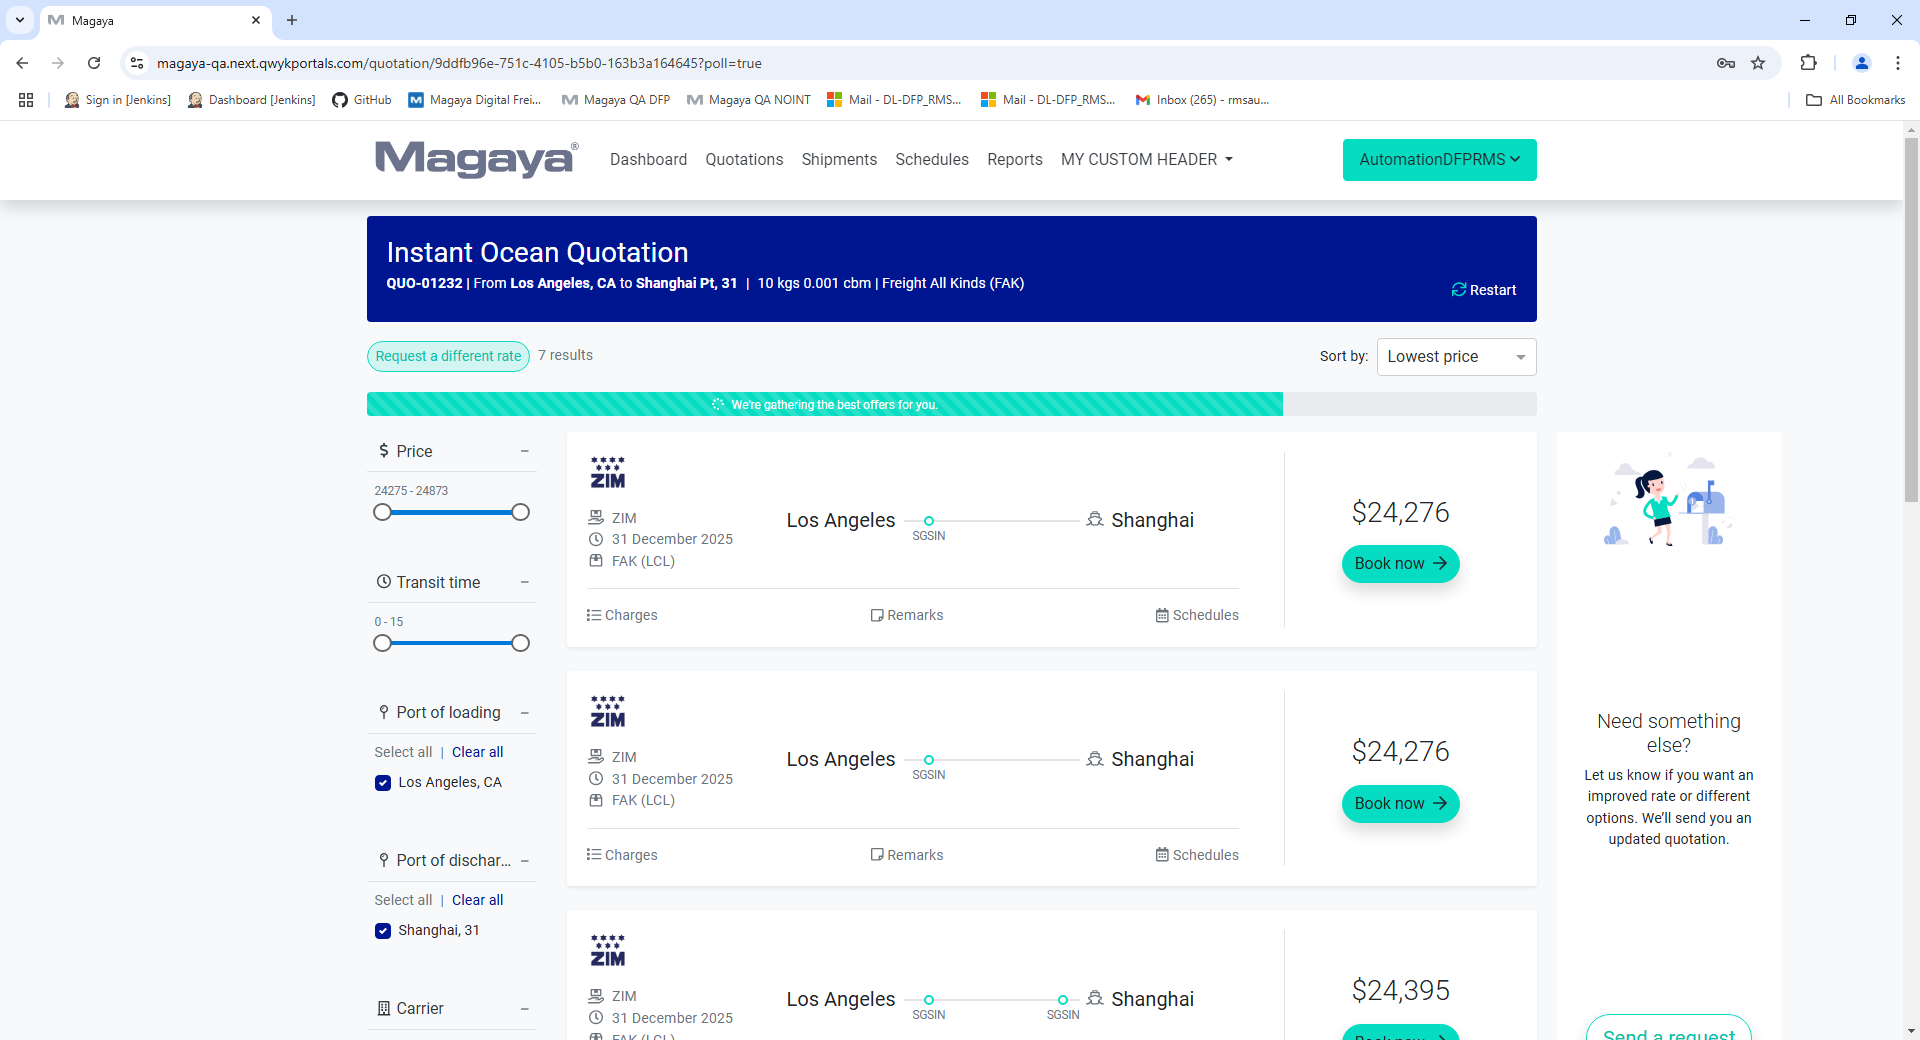 Magaya
magaya-qa.next.qwykportals.com/quotation/9ddfb96e-751c-4105-b5b0-163b3a164645?poll=true
Sign in [Jenkins]
Dashboard [Jenkins]
GitHub
Magaya Digital Frei...
Magaya QA DFP
Magaya QA NOINT
Mail - DL-DFP_RMS...
Mail - DL-DFP_RMS...
Inbox (265) - rmsau...
All Bookmarks
Magaya®
Dashboard
Quotations
Shipments
Schedules
Reports
MY CUSTOM HEADER
AutomationDFPRMS
Instant Ocean Quotation
QUO-01232 | From Los Angeles, CA to Shanghai Pt, 31 | 10 kgs 0.001 cbm | Freight All Kinds (FAK)
Restart
Request a different rate
7 results
Sort by:
Lowest price
We're gathering the best offers for you.
Price
24275 - 24873
Transit time
0 - 15
Port of loading
Select all | Clear all
Los Angeles, CA
Port of dischar...
Select all | Clear all
Shanghai, 31
Carrier
ZIM
ZIM
31 December 2025
FAK (LCL)
Los Angeles
SGSIN
Shanghai
$24,276
Book now
Charges
Remarks
Schedules
ZIM
ZIM
31 December 2025
FAK (LCL)
Los Angeles
SGSIN
Shanghai
$24,276
Book now
Charges
Remarks
Schedules
ZIM
ZIM
31 December 2025
FAK (LCL)
Los Angeles
SGSIN
SGSIN
Shanghai
$24,395
Book now
Need something
else?
Let us know if you want an
improved rate or different
options. We'll send you an
updated quotation.
Send a request